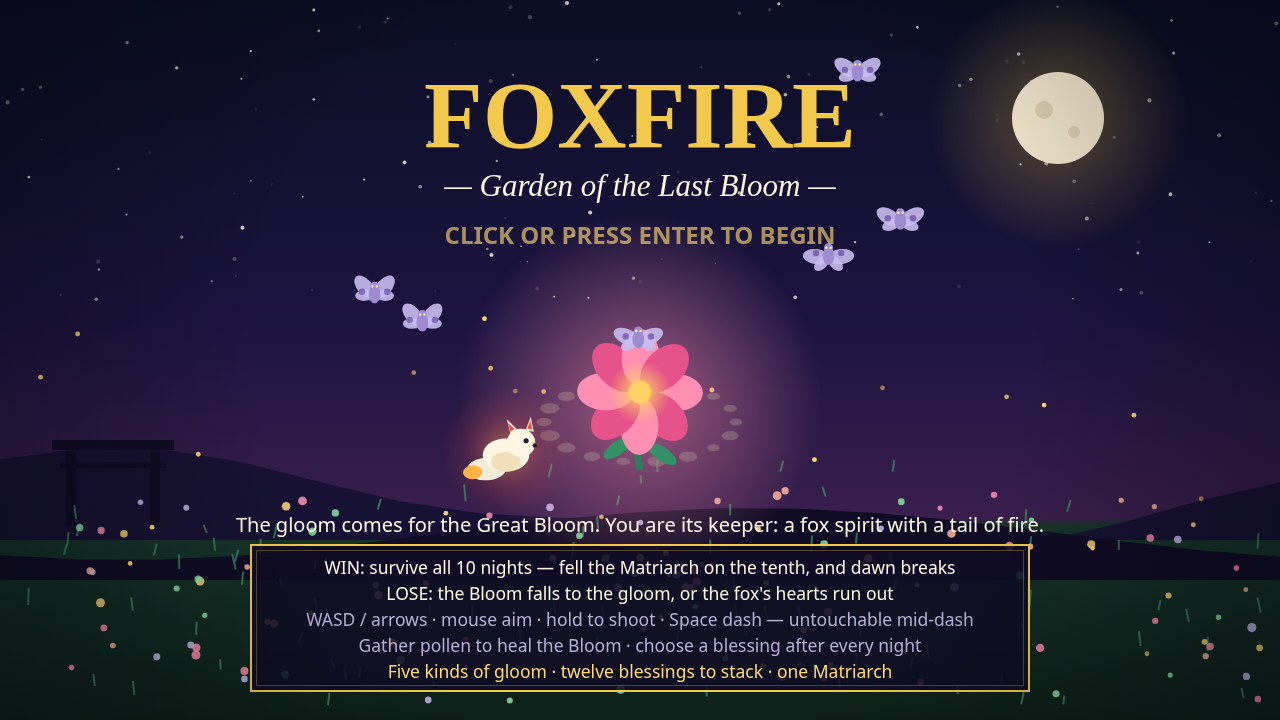 FOXFIRE
— Garden of the Last Bloom —
CLICK OR PRESS ENTER TO BEGIN
The gloom comes for the Great Bloom. You are its keeper: a fox spirit with a tail of fire.
WIN: survive all 10 nights — fell the Matriarch on the tenth, and dawn breaks
LOSE: the Bloom falls to the gloom, or the fox's hearts run out
WASD / arrows · mouse aim · hold to shoot · Space dash — untouchable mid-dash
Gather pollen to heal the Bloom · choose a blessing after every night
Five kinds of gloom · twelve blessings to stack · one Matriarch